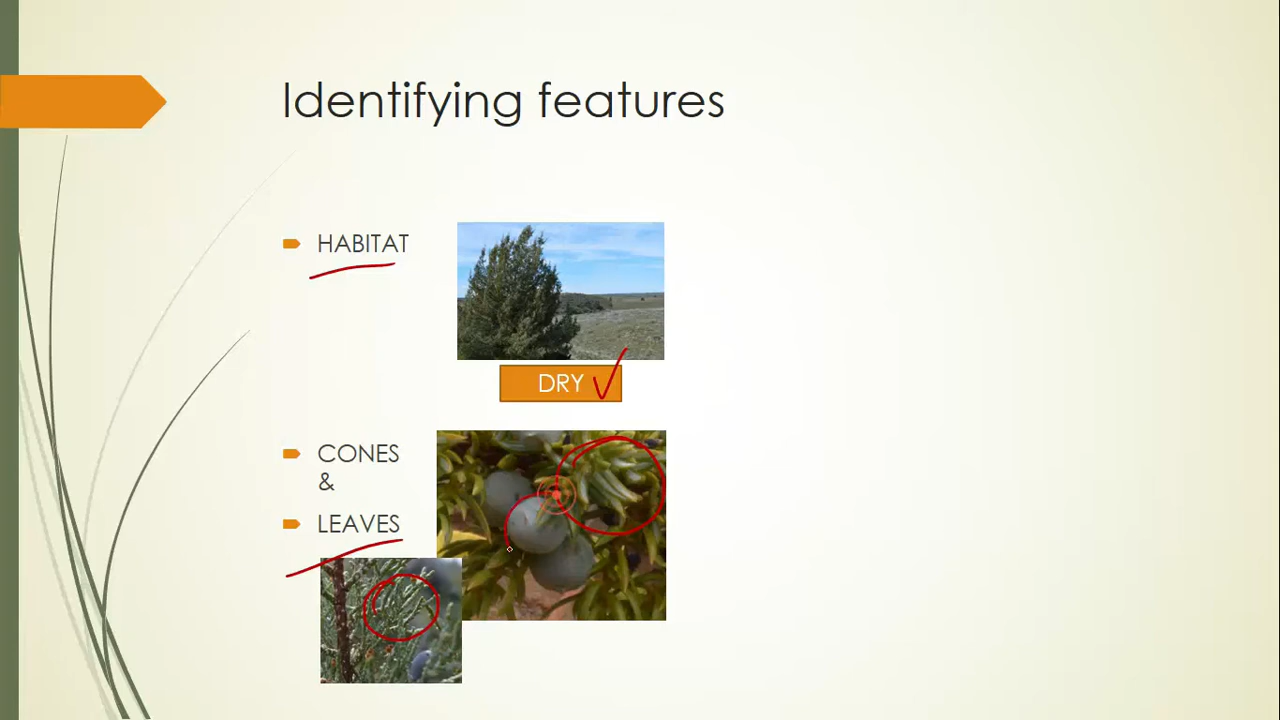 Identifying features
HABITAT
DRY
CONES
&
LEAVES